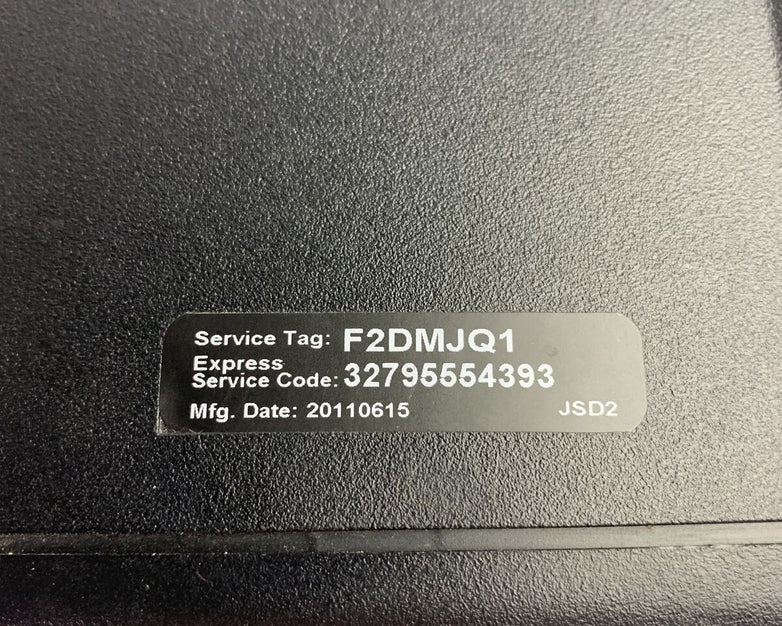 Service Tag: F2DMJQ1
Express
Service Code: 32795554393
Mfg. Date: 20110615 JSD2